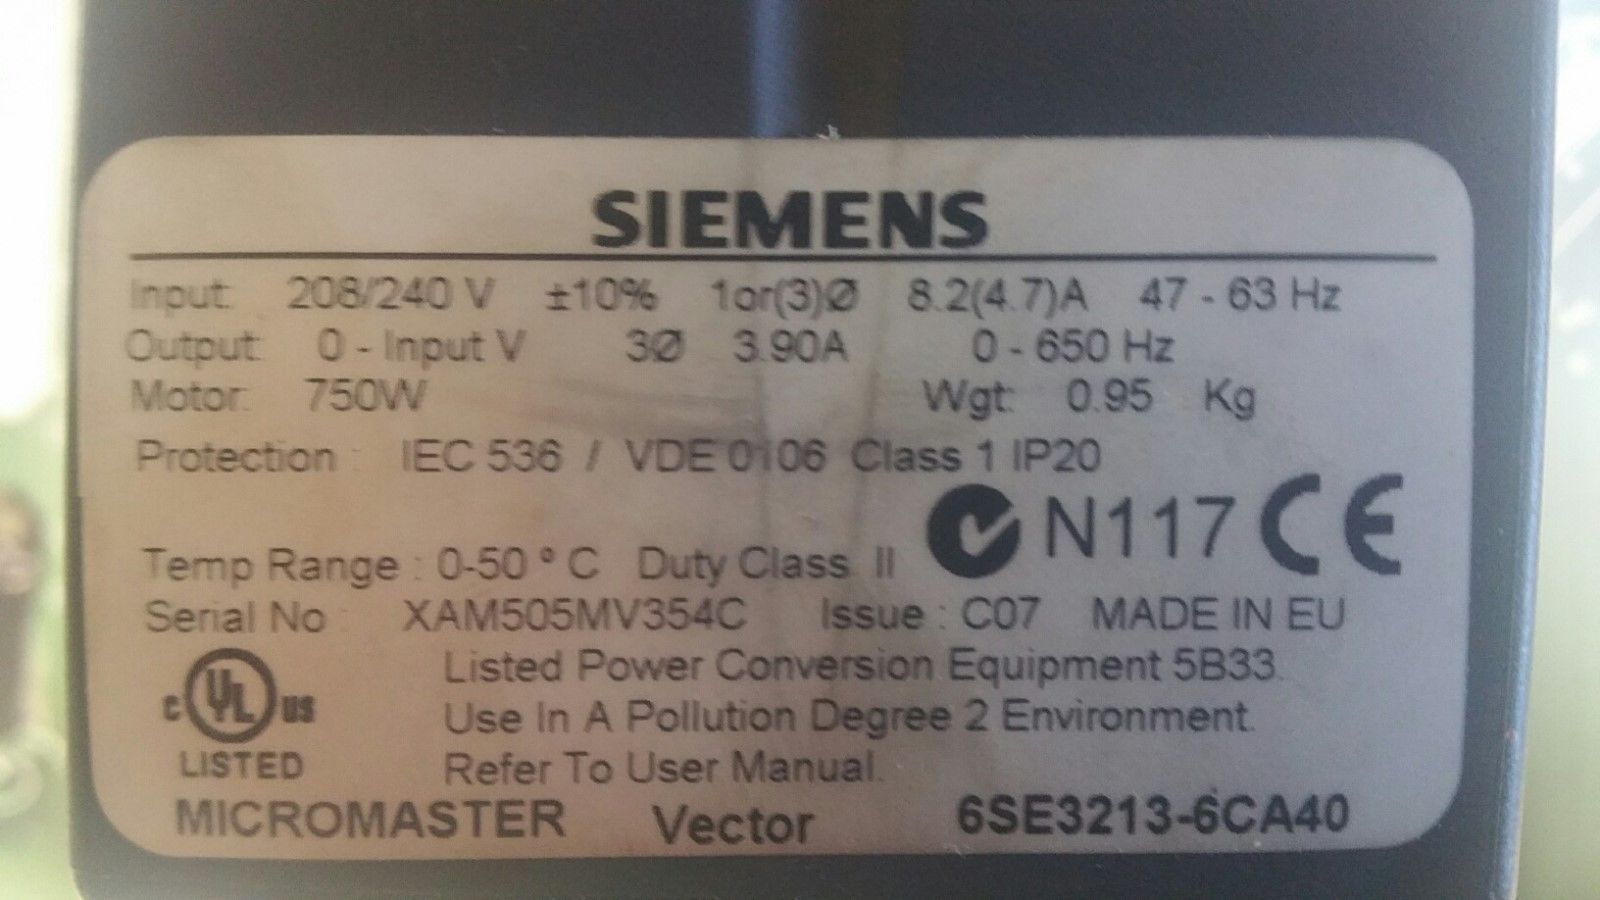 SIEMENS
Input: 208/240 V ±10% 1or(3)Ø 8.2(4.7)A 47 - 63 Hz
Output: 0 - Input V 3Ø 3.90A 0 - 650 Hz
Motor: 750W Wgt: 0.95 Kg
Protection : IEC 536 / VDE 0106 Class 1 IP20
N117 CE
Temp Range : 0-50 º C Duty Class II
Serial No : XAM505MV354C Issue : C07 MADE IN EU
Listed Power Conversion Equipment 5B33.
c UL us Use In A Pollution Degree 2 Environment.
LISTED Refer To User Manual.
MICROMASTER Vector 6SE3213-6CA40